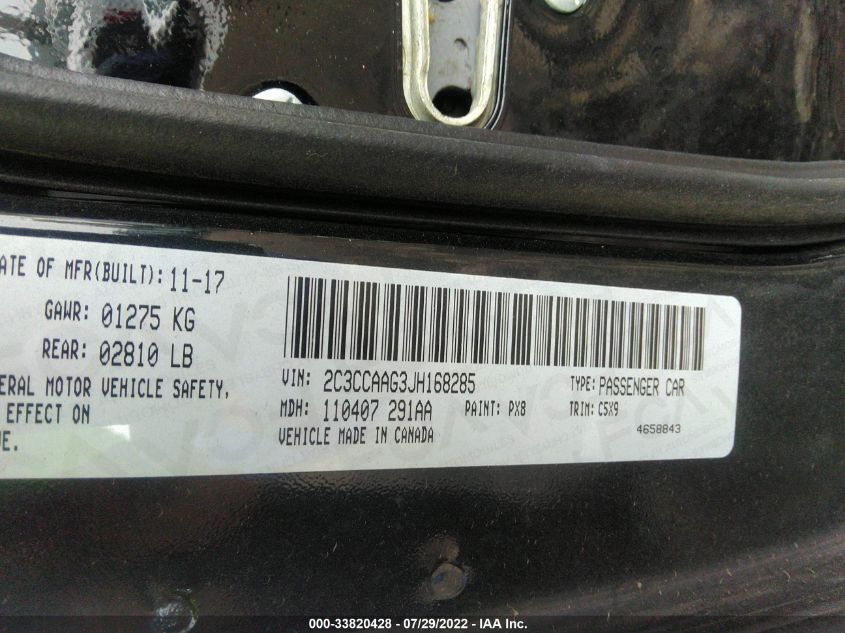 ATE OF MFR(BUILT): 11-17
GAWR: 01275 KG
REAR: 02810 LB
ERAL MOTOR VEHICLE SAFETY,
EFFECT ON
E.
VIN: 2C3CCAAG3JH168285 TYPE: PASSENGER CAR
MDH: 110407 291AA PAINT: PX8 TRIM: C5X9
VEHICLE MADE IN CANADA 4658843
000-33820428 - 07/29/2022 - IAA Inc.